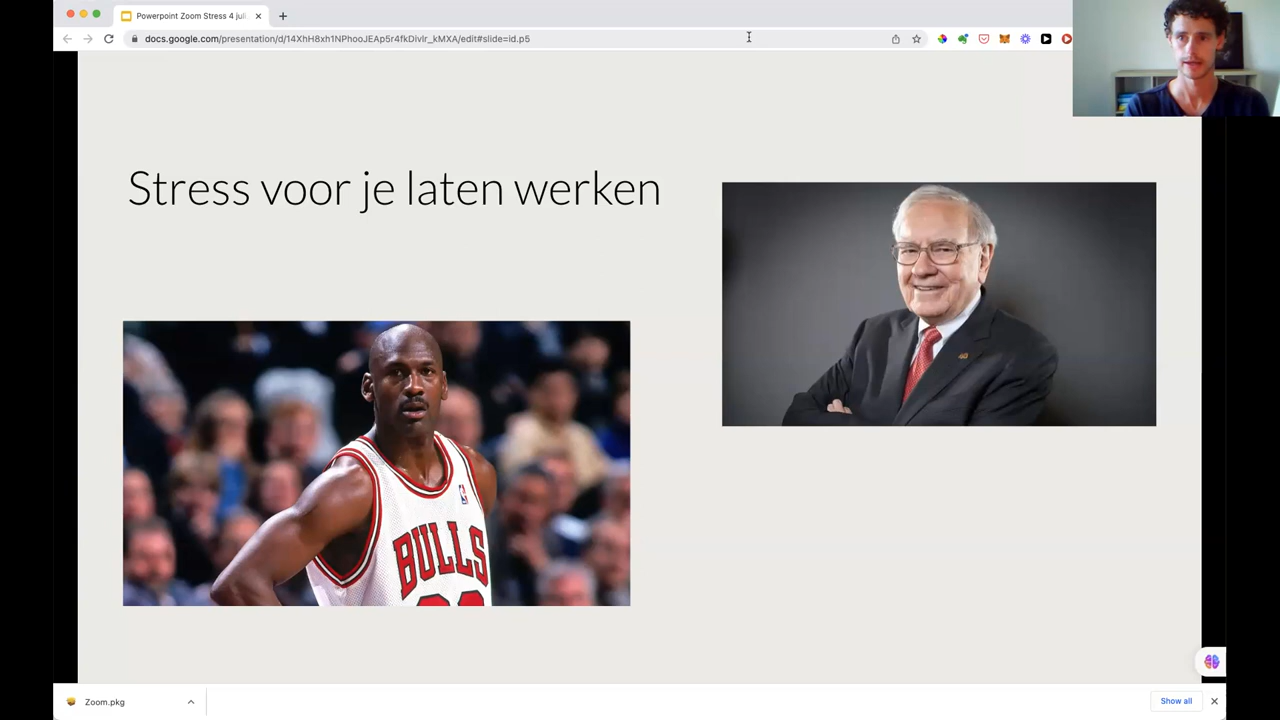 Powerpoint Zoom Stress 4 juli
docs.google.com/presentation/d/14XhH8xh1NPhooJEAp5r4fkDivIr_kMXA/edit#slide=id.p5
Stress voor je laten werken
BULLS
Zoom.pkg
Show all